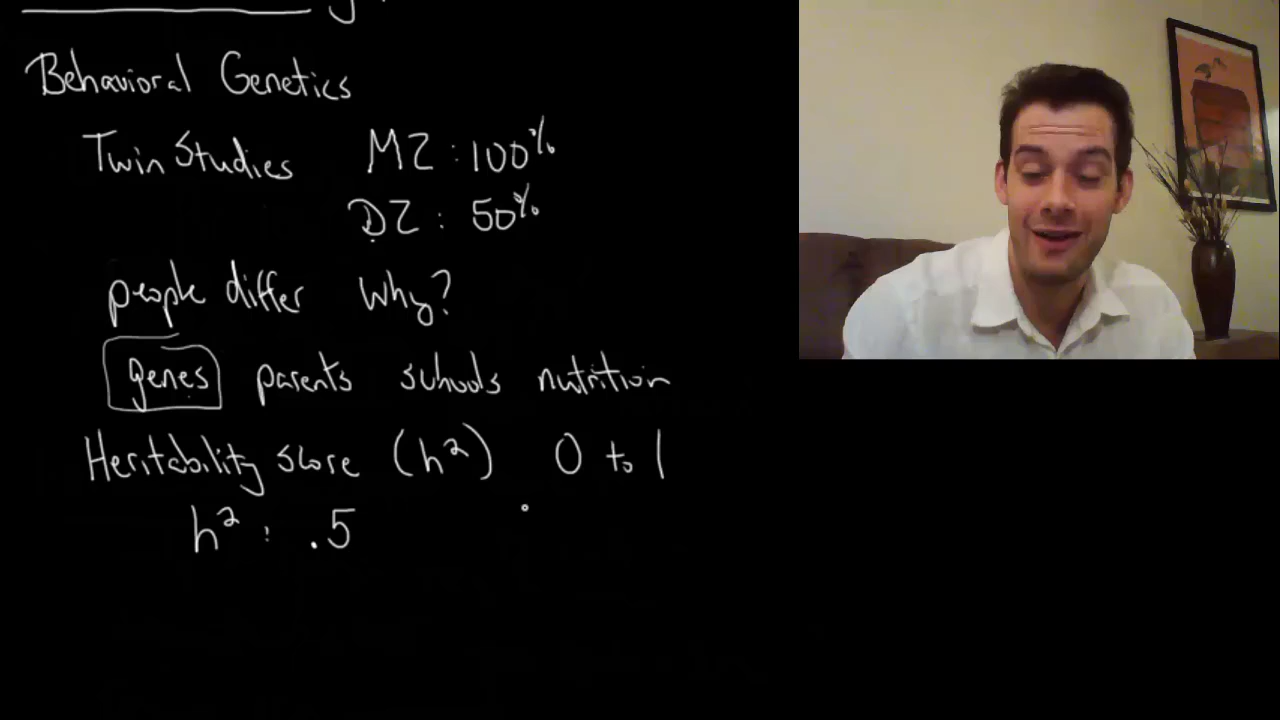 Behavioral Genetics
Twin Studies MZ : 100%
DZ : 50%
people differ Why?
genes parents schools nutrition
Heritability score (h²) 0 to 1
h² : .5